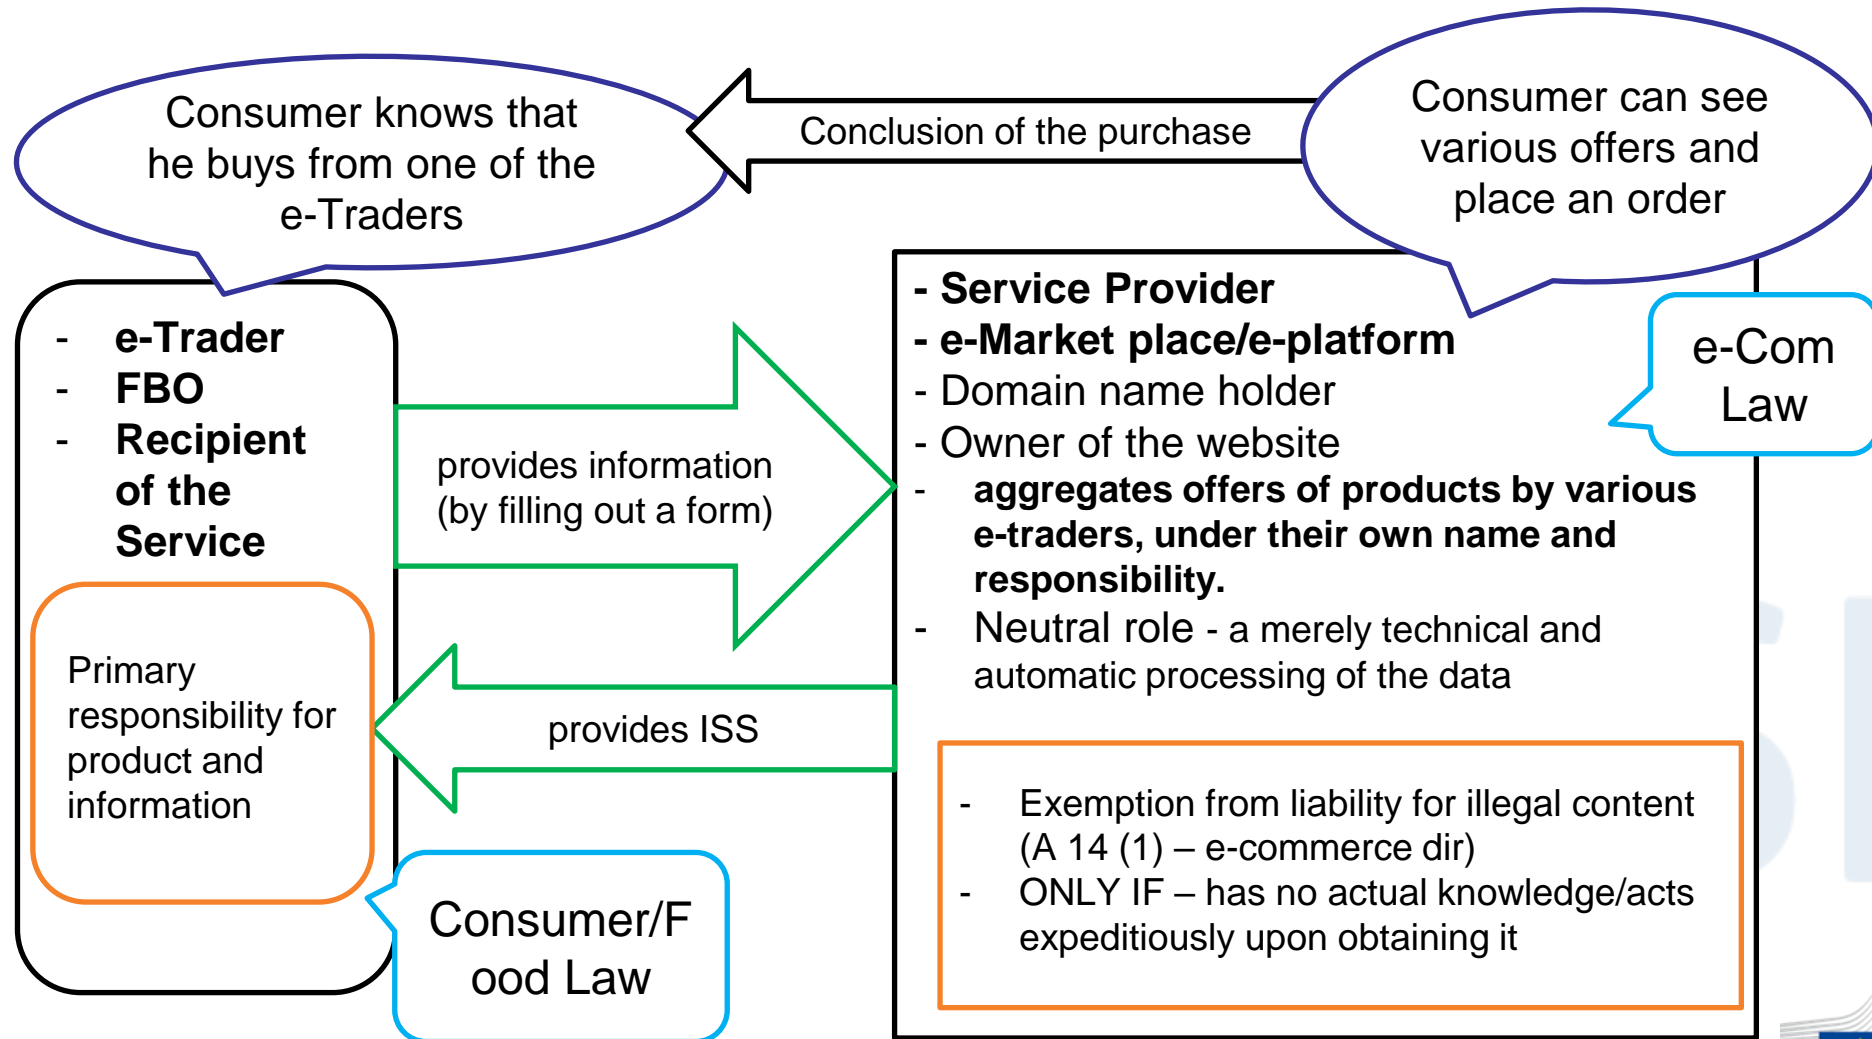 Consumer knows that
he buys from one of the
e-Traders
Conclusion of the purchase
Consumer can see
various offers and
place an order
- e-Trader
- FBO
- Recipient
of the
Service
Primary
responsibility for
product and
information
Consumer/F
ood Law
provides information
(by filling out a form)
provides ISS
- Service Provider
- e-Market place/e-platform
- Domain name holder
- Owner of the website
- aggregates offers of products by various
e-traders, under their own name and
responsibility.
- Neutral role - a merely technical and
automatic processing of the data
- Exemption from liability for illegal content
(A 14 (1) – e-commerce dir)
- ONLY IF – has no actual knowledge/acts
expeditiously upon obtaining it
e-Com
Law